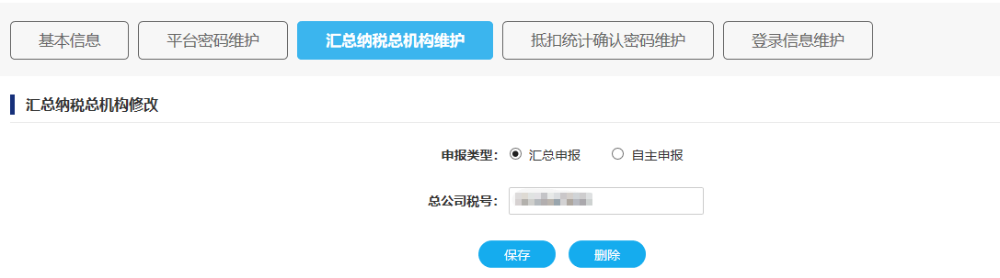 基本信息 平台密码维护 汇总纳税总机构维护 抵扣统计确认密码维护 登录信息维护
汇总纳税总机构修改
申报类型： 汇总申报 自主申报
总公司税号：
保存 删除